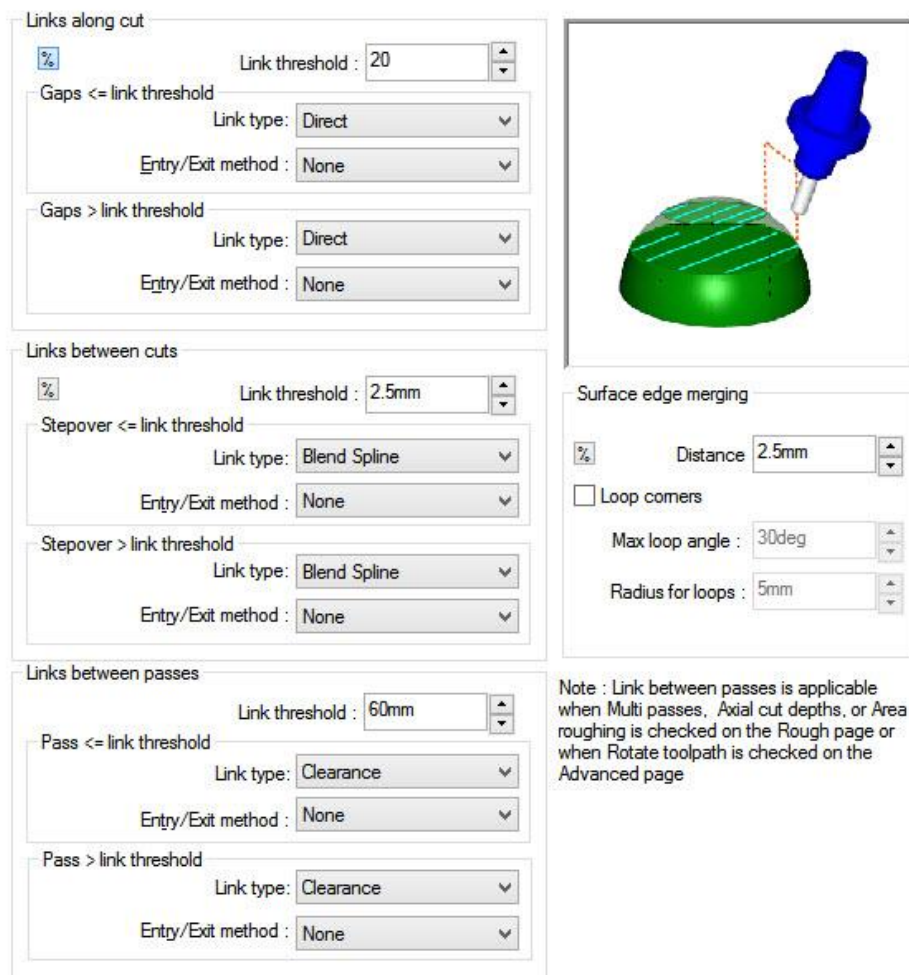 Links along cut
%
Link threshold : 20
Gaps <= link threshold
Link type: Direct
Entry/Exit method : None
Gaps > link threshold
Link type: Direct
Entry/Exit method : None
Links between cuts
%
Link threshold : 2.5mm
Stepover <= link threshold
Link type: Blend Spline
Entry/Exit method : None
Stepover > link threshold
Link type: Blend Spline
Entry/Exit method : None
Links between passes
Link threshold : 60mm
Pass <= link threshold
Link type: Clearance
Entry/Exit method : None
Pass > link threshold
Link type: Clearance
Entry/Exit method : None
Surface edge merging
%
Distance 2.5mm
Loop corners
Max loop angle : 30deg
Radius for loops : 5mm
Note : Link between passes is applicable
when Multi passes, Axial cut depths, or Area
roughing is checked on the Rough page or
when Rotate toolpath is checked on the
Advanced page